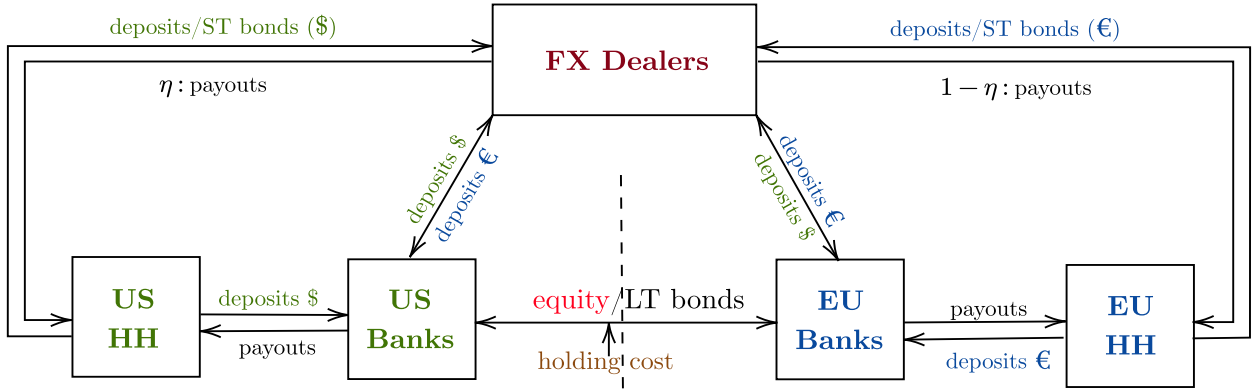 deposits/ST bonds ($)
deposits/ST bonds (€)
FX Dealers
η : payouts
1 − η : payouts
deposits $
deposits €
deposits €
deposits $
US
HH
deposits $
payouts
US
Banks
equity/LT bonds
holding cost
EU
Banks
payouts
deposits €
EU
HH